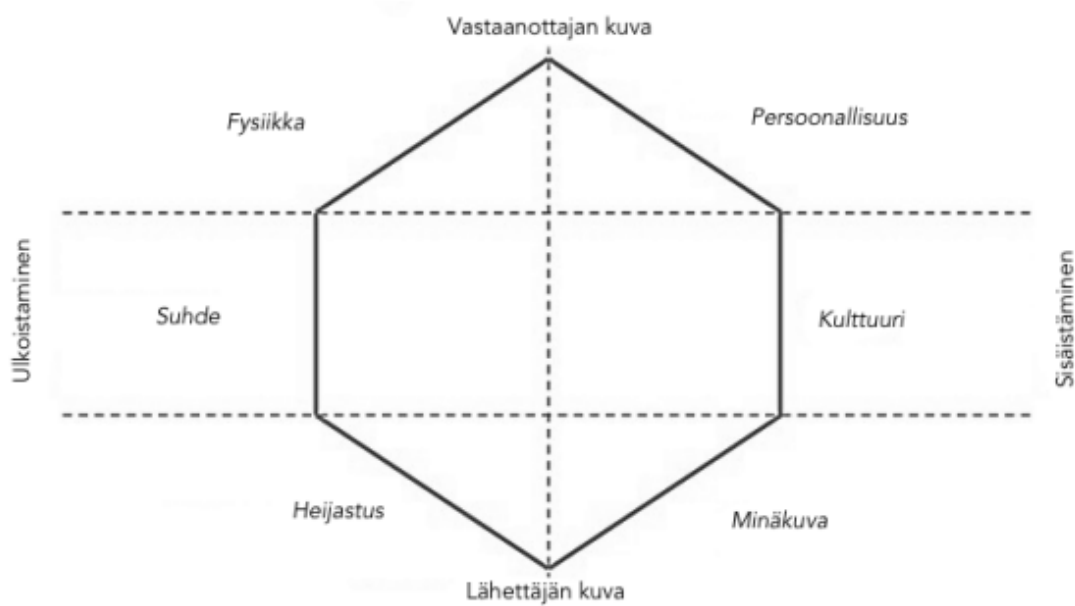 Vastaanottajan kuva
Fysiikka
Persoonallisuus
Ulkoistaminen
Suhde
Kulttuuri
Sisäistäminen
Heijastus
Minäkuva
Lähettäjän kuva